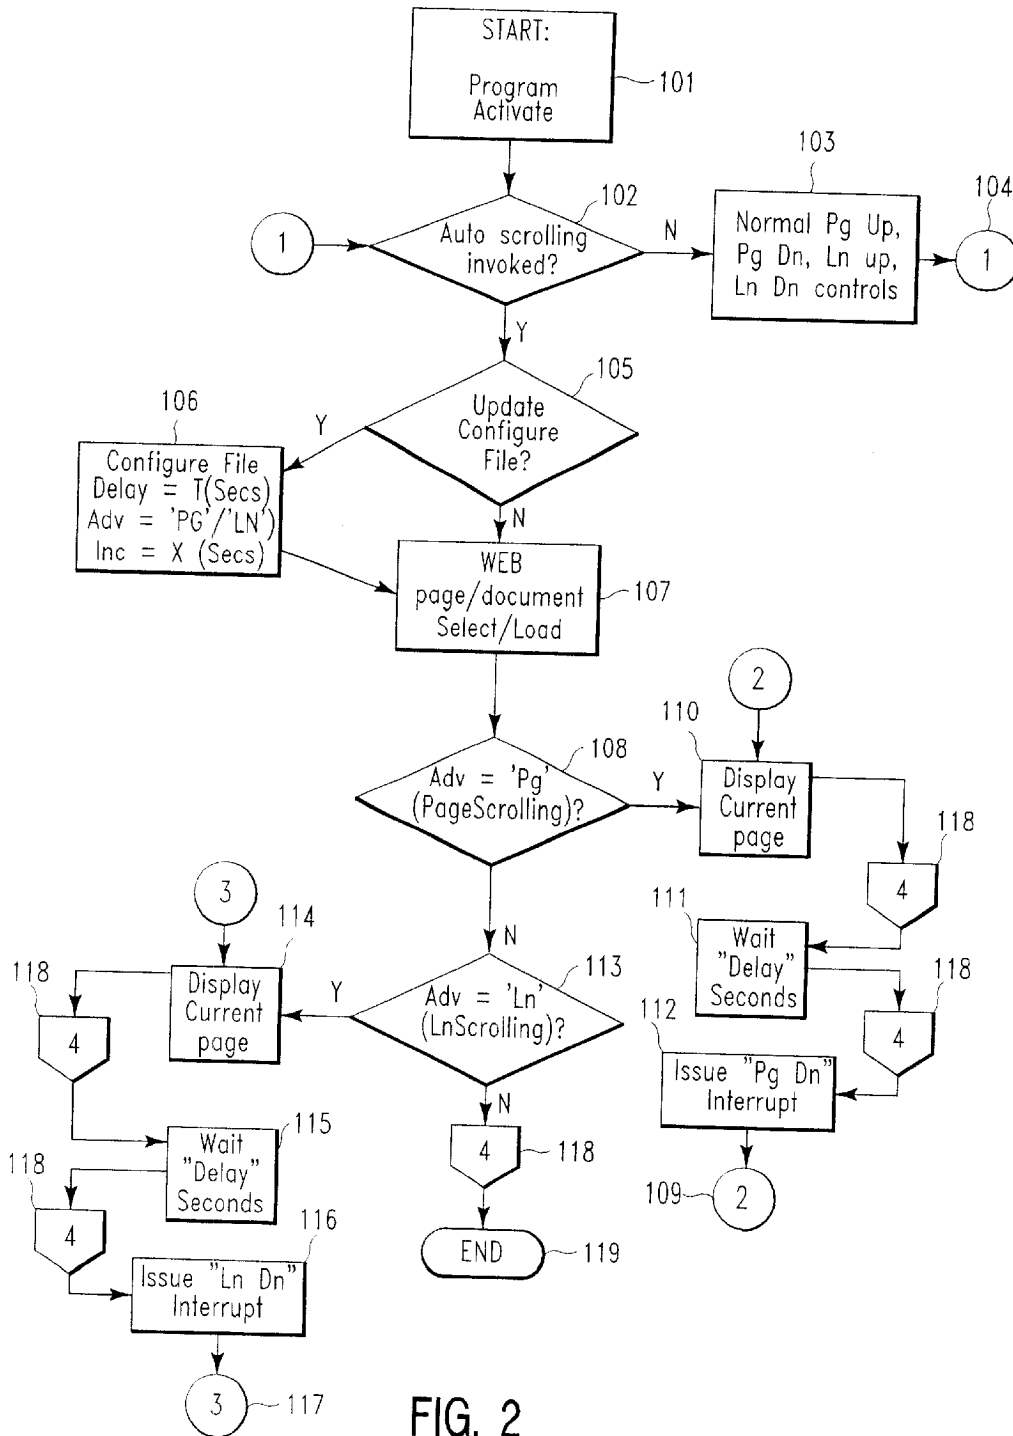 START:
Program
Activate
101
102
Auto scrolling
invoked?
1
N
103
Normal Pg Up,
Pg Dn, Ln up,
Ln Dn controls
104
1
Y
105
Update
Configure
File?
Y
106
Configure File
Delay = T(Secs)
Adv = 'PG'/'LN')
Inc = X (Secs)
N
WEB
page/document
Select/Load
107
2
108
Adv = 'Pg'
(PageScrolling)?
Y
110
Display
Current
page
118
4
111
Wait
"Delay"
Seconds
118
4
112
Issue "Pg Dn"
Interrupt
109
2
N
113
Adv = 'Ln'
(LnScrolling)?
Y
3
114
Display
Current
page
118
4
115
Wait
"Delay"
Seconds
118
4
116
Issue "Ln Dn"
Interrupt
3
117
N
4
118
END
119
FIG. 2